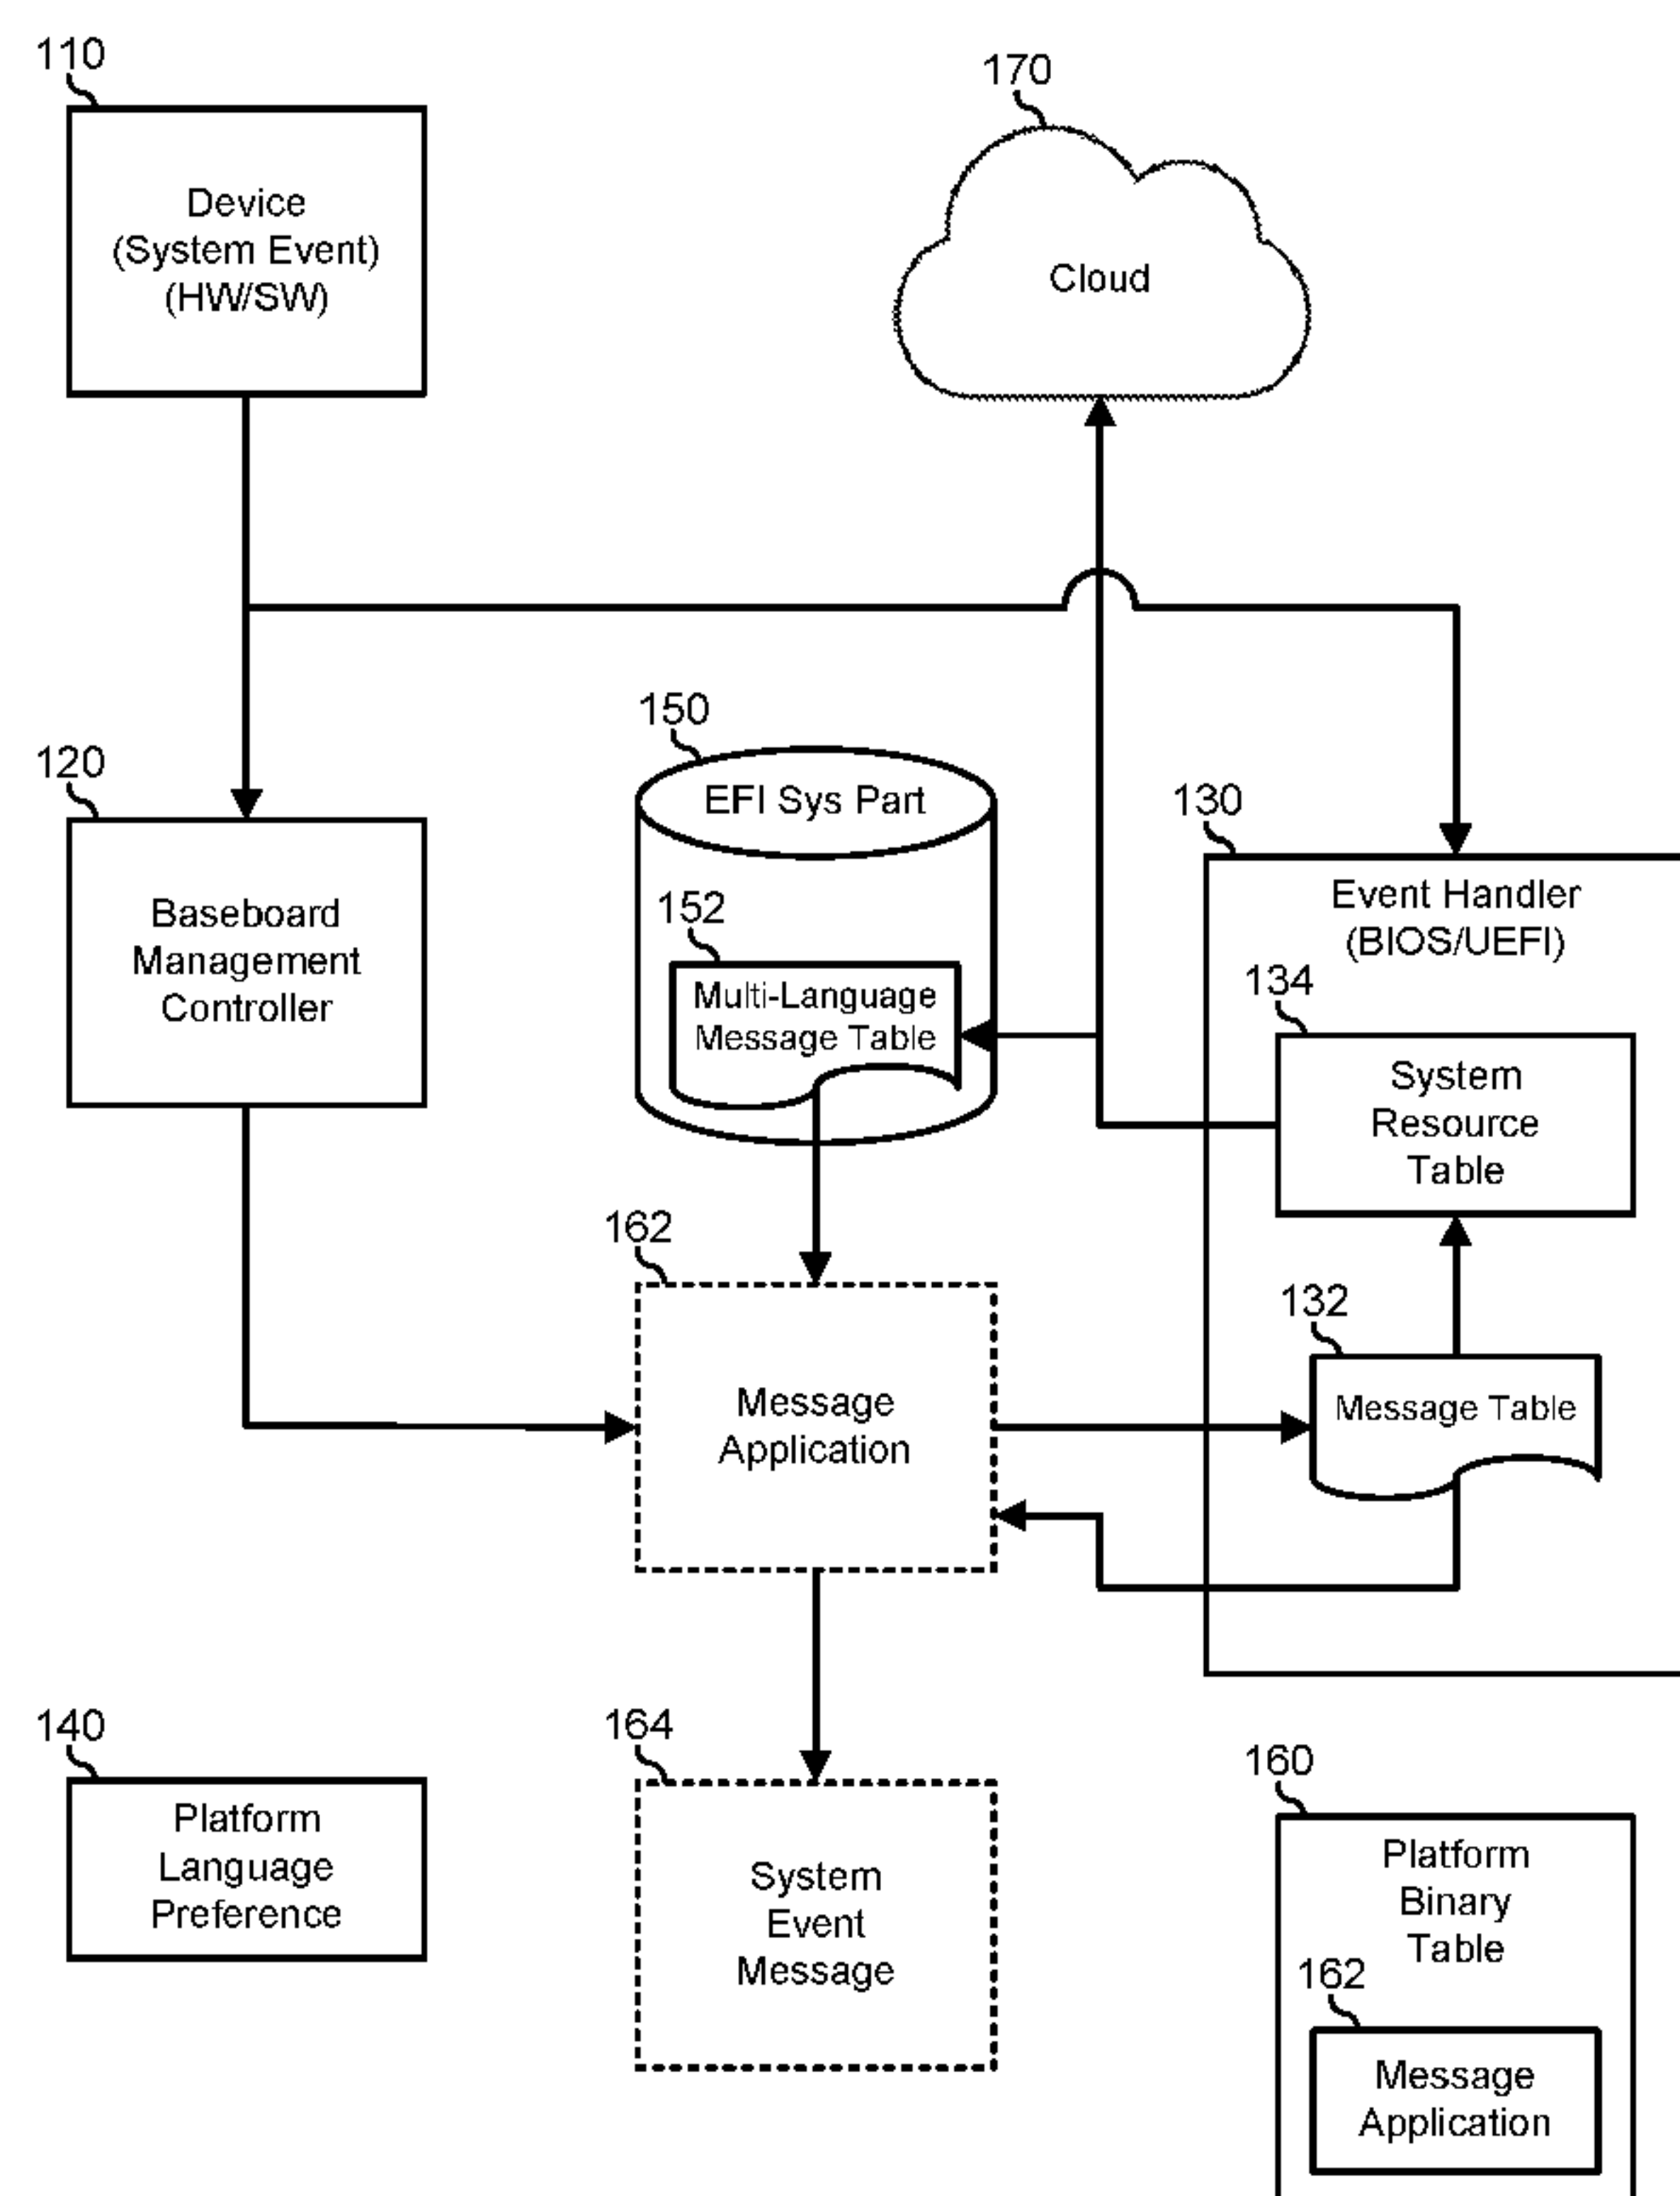 110
Device
(System Event)
(HW/SW)
170
Cloud
150
EFI Sys Part
120
Baseboard
Management
Controller
152
Multi-Language
Message Table
130
Event Handler
(BIOS/UEFI)
134
System
Resource
Table
162
Message
Application
132
Message Table
140
Platform
Language
Preference
164
System
Event
Message
160
Platform
Binary
Table
162
Message
Application